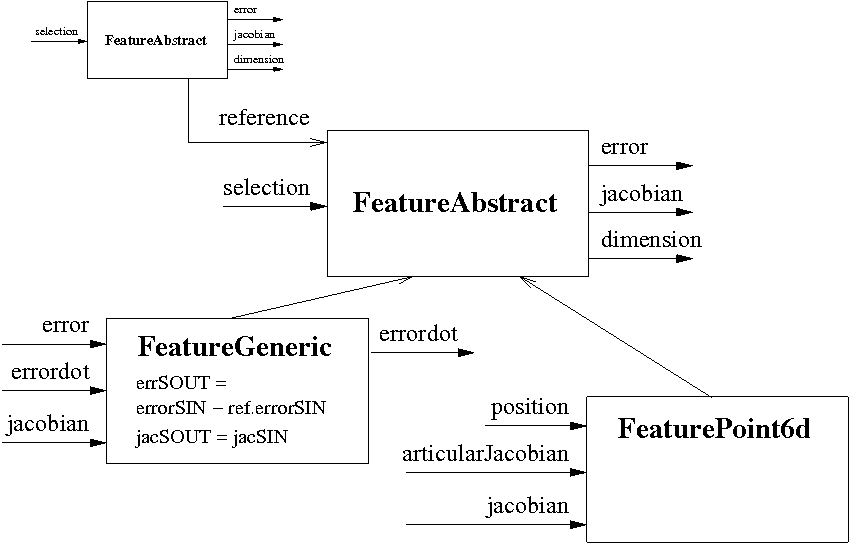 error
selection
FeatureAbstract
jacobian
dimension
reference
error
selection
FeatureAbstract
jacobian
dimension
error
errordot
jacobian
FeatureGeneric
errSOUT =
errorSIN − ref.errorSIN
jacSOUT = jacSIN
errordot
position
articularJacobian
jacobian
FeaturePoint6d